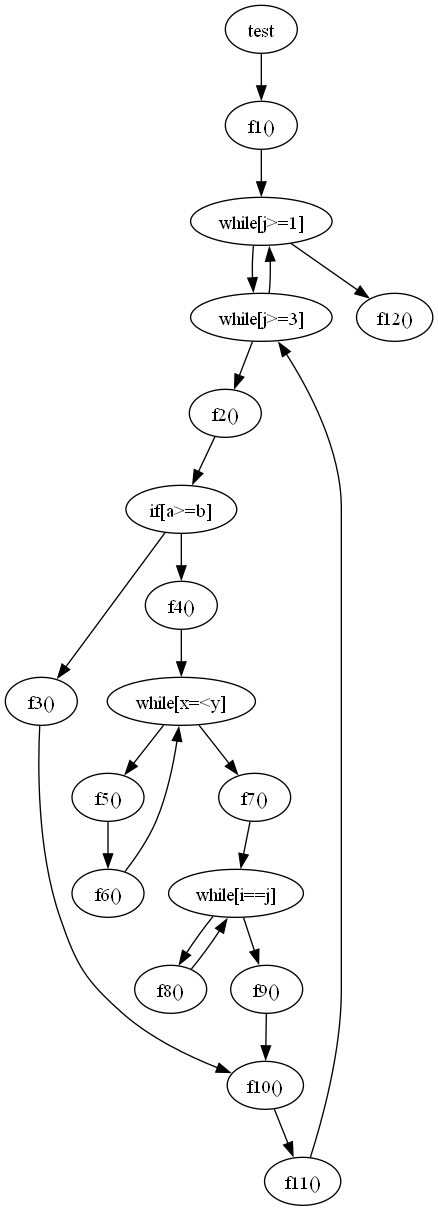 test
f1()
while[j>=1]
while[j>=3]
f12()
f2()
if[a>=b]
f4()
f3()
while[x=<y]
f5()
f7()
f6()
while[i==j]
f8()
f9()
f10()
f11()